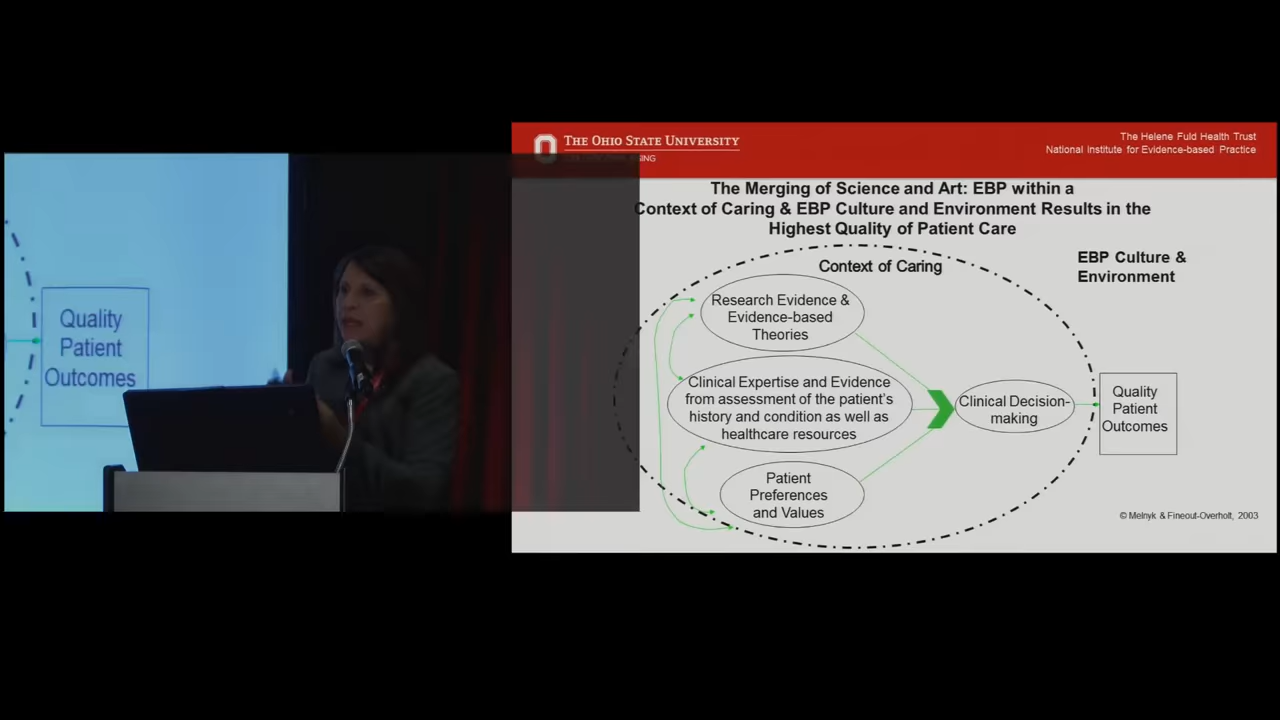 Quality
Patient
Outcomes
THE OHIO STATE UNIVERSITY
The Helene Fuld Health Trust
National Institute for Evidence-based Practice
The Merging of Science and Art: EBP within a
Context of Caring & EBP Culture and Environment Results in the
Highest Quality of Patient Care
EBP Culture &
Environment
Context of Caring
Research Evidence &
Evidence-based
Theories
Clinical Expertise and Evidence
from assessment of the patient's
history and condition as well as
healthcare resources
Patient
Preferences
and Values
Clinical Decision-
making
Quality
Patient
Outcomes
© Melnyk & Fineout-Overholt, 2003